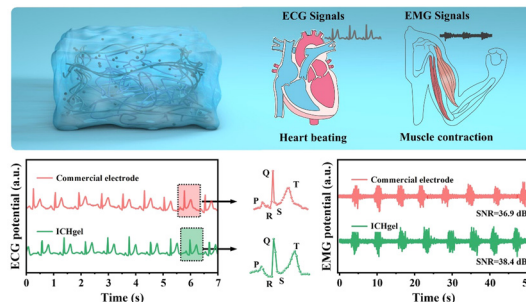 ECG Signals
EMG Signals
Heart beating
Muscle contraction
ECG potential (a.u.)
Commercial electrode
ICHgel
0 1 2 3 4 5 6 7
Time (s)
P Q R S T
P Q R S T
EMG potential (a.u.)
Commercial electrode
SNR=36.9 dB
ICHgel
SNR=38.4 dB
0 10 20 30 40 50
Time (s)